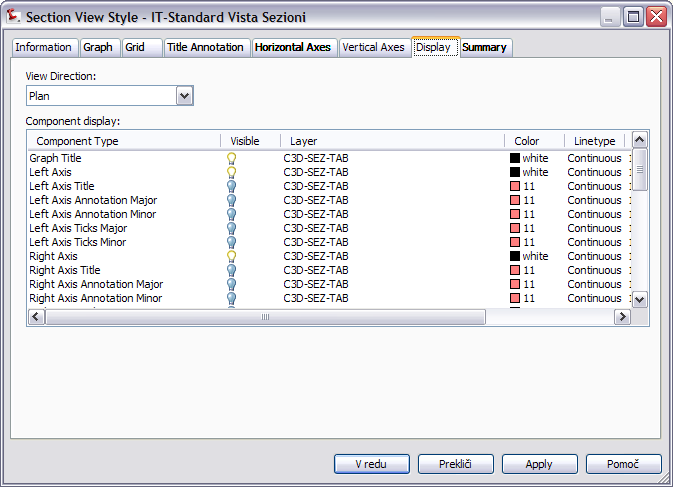 Section View Style - IT-Standard Vista Sezioni
Information Graph Grid Title Annotation Horizontal Axes Vertical Axes Display Summary
View Direction:
Plan
Component display:
Component Type Visible Layer Color Linetype
Graph Title C3D-SEZ-TAB white Continuous
Left Axis C3D-SEZ-TAB white Continuous
Left Axis Title C3D-SEZ-TAB 11 Continuous
Left Axis Annotation Major C3D-SEZ-TAB 11 Continuous
Left Axis Annotation Minor C3D-SEZ-TAB 11 Continuous
Left Axis Ticks Major C3D-SEZ-TAB 11 Continuous
Left Axis Ticks Minor C3D-SEZ-TAB 11 Continuous
Right Axis C3D-SEZ-TAB white Continuous
Right Axis Title C3D-SEZ-TAB 11 Continuous
Right Axis Annotation Major C3D-SEZ-TAB 11 Continuous
Right Axis Annotation Minor C3D-SEZ-TAB 11 Continuous
V redu Prekliči Apply Pomoč